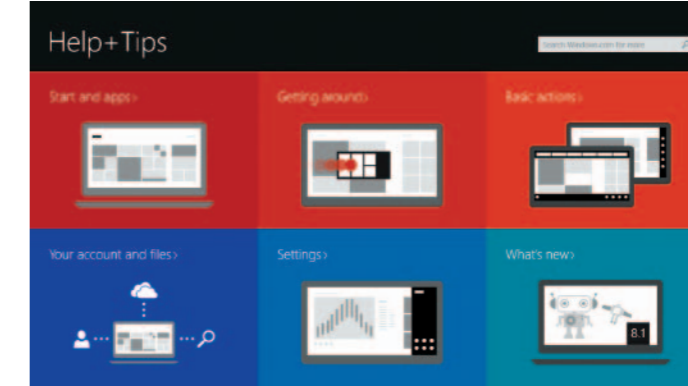 Help+Tips
Search Windows.com for more
Start and apps›
Getting around›
Basic actions›
Your account and files›
Settings›
What's new›
8.1